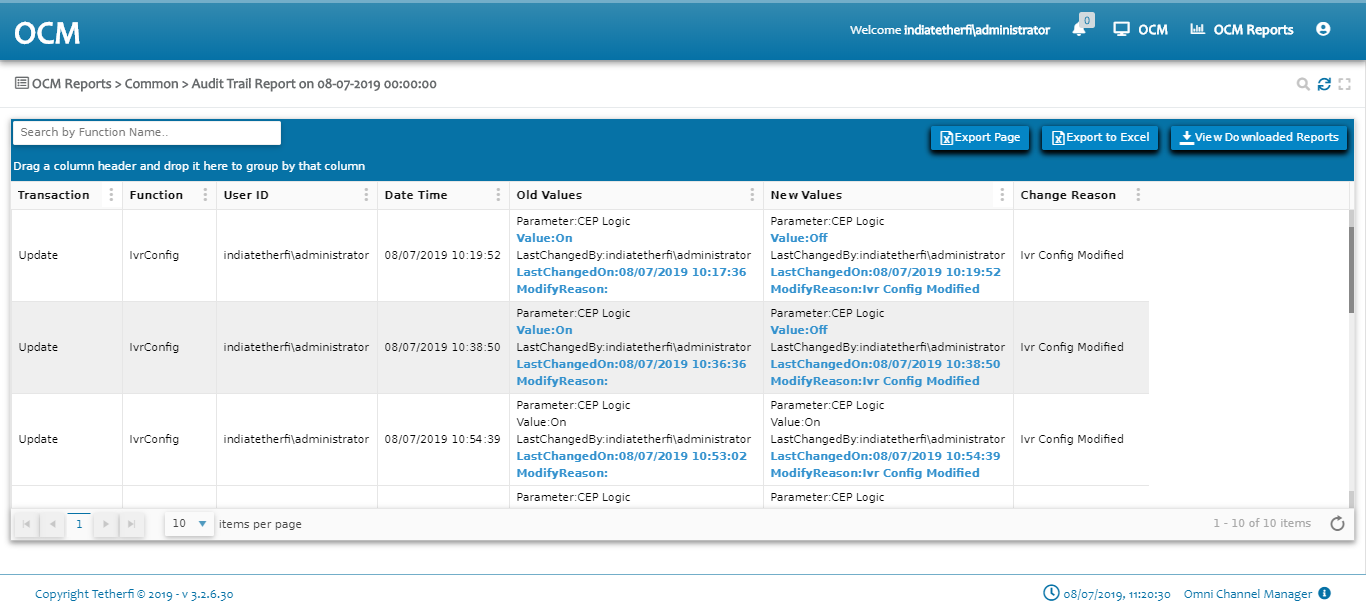 OCM
Welcome indiatetherfi\administrator
0
OCM
OCM Reports
OCM Reports > Common > Audit Trail Report on 08-07-2019 00:00:00
Search by Function Name..
Export Page
Export to Excel
View Downloaded Reports
Drag a column header and drop it here to group by that column
Transaction Function User ID Date Time Old Values New Values Change Reason
Parameter:CEP Logic Parameter:CEP Logic
Value:On Value:Off
Update IvrConfig indiatetherfi\administrator 08/07/2019 10:19:52 LastChangedBy:indiatetherfi\administrator LastChangedBy:indiatetherfi\administrator Ivr Config Modified
LastChangedOn:08/07/2019 10:17:36 LastChangedOn:08/07/2019 10:19:52
ModifyReason: ModifyReason:Ivr Config Modified
Parameter:CEP Logic Parameter:CEP Logic
Value:On Value:Off
Update IvrConfig indiatetherfi\administrator 08/07/2019 10:38:50 LastChangedBy:indiatetherfi\administrator LastChangedBy:indiatetherfi\administrator Ivr Config Modified
LastChangedOn:08/07/2019 10:36:36 LastChangedOn:08/07/2019 10:38:50
ModifyReason: ModifyReason:Ivr Config Modified
Parameter:CEP Logic Parameter:CEP Logic
Value:On Value:On
Update IvrConfig indiatetherfi\administrator 08/07/2019 10:54:39 LastChangedBy:indiatetherfi\administrator LastChangedBy:indiatetherfi\administrator Ivr Config Modified
LastChangedOn:08/07/2019 10:53:02 LastChangedOn:08/07/2019 10:54:39
ModifyReason: ModifyReason:Ivr Config Modified
Parameter:CEP Logic Parameter:CEP Logic
1 10 items per page 1 - 10 of 10 items
Copyright Tetherfi © 2019 - v 3.2.6.30 08/07/2019, 11:20:30 Omni Channel Manager